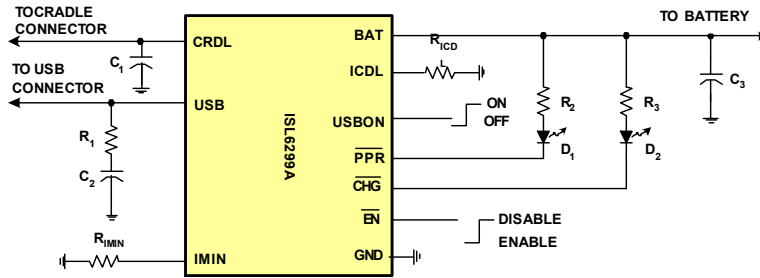 TOCRADLE
CONNECTOR
TO USB
CONNECTOR
C1
R1
C2
RIMIN
CRDL
USB
IMIN
ISL6299A
BAT
ICDL
USBON
PPR
CHG
EN
GND
RICD
L
ON
OFF
DISABLE
ENABLE
TO BATTERY
R2
D1
R3
D2
C3